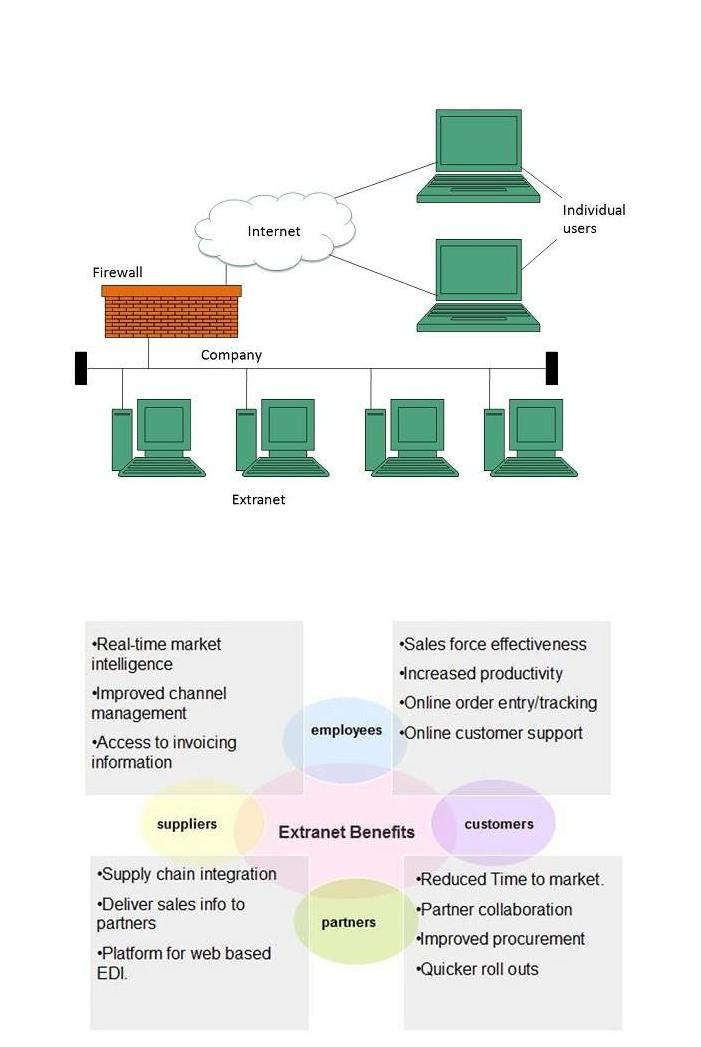 Individual
users
Internet
Firewall
Company
Extranet
•Real-time market
intelligence
•Improved channel
management
•Access to invoicing
information
•Sales force effectiveness
•Increased productivity
•Online order entry/tracking
•Online customer support
employees
suppliers
Extranet Benefits
customers
partners
•Supply chain integration
•Deliver sales info to
partners
•Platform for web based
EDI.
•Reduced Time to market.
•Partner collaboration
•Improved procurement
•Quicker roll outs